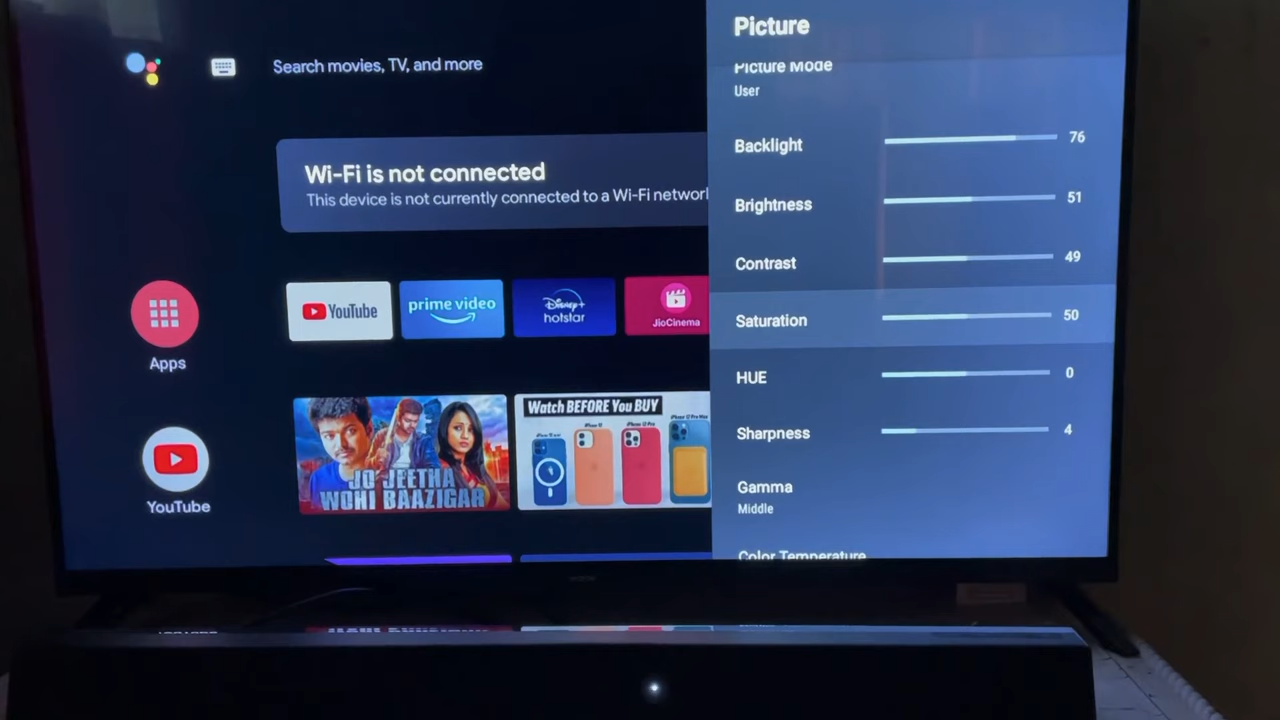 Search movies, TV, and more
Wi-Fi is not connected
This device is not currently connected to a Wi-Fi network
Apps
YouTube
prime video
Disney+
hotstar
JioCinema
YouTube
JO JEETHA
WOHI BAAZIGAR
Watch BEFORE You BUY
Picture
Picture Mode
User
Backlight 76
Brightness 51
Contrast 49
Saturation 50
HUE 0
Sharpness 4
Gamma
Middle
Color Temperature